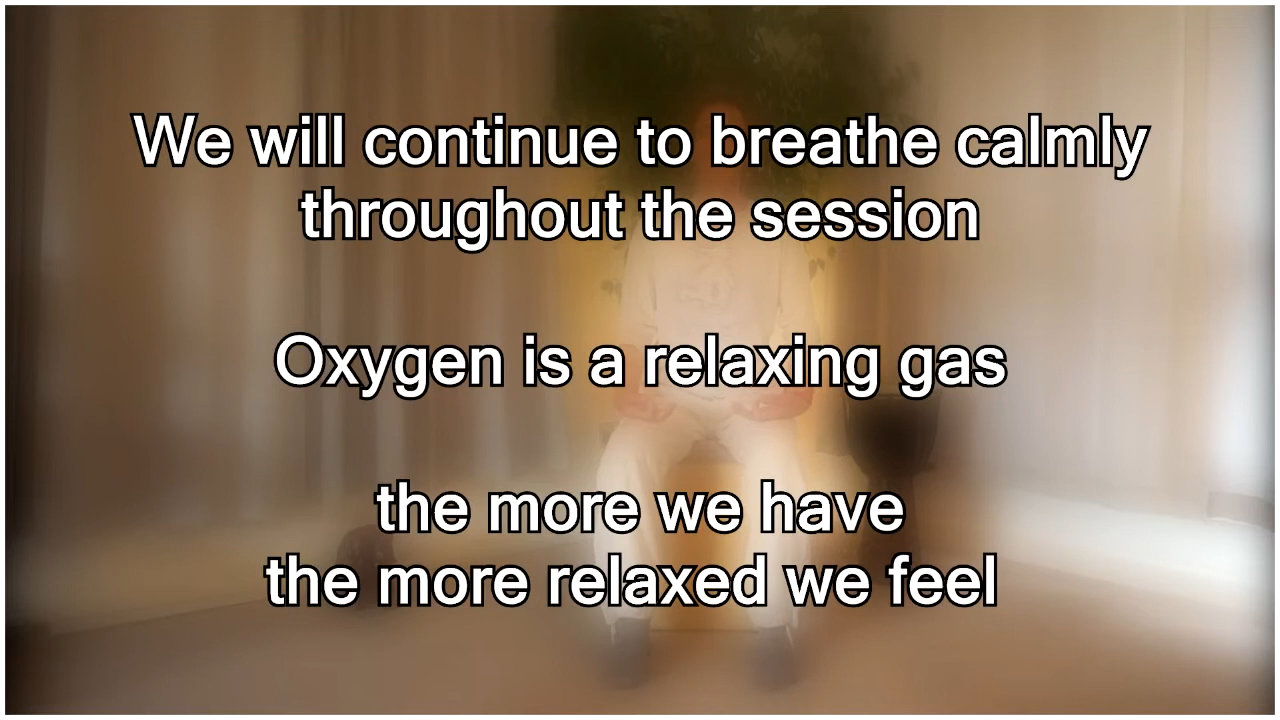 We will continue to breathe calmly
throughout the session
Oxygen is a relaxing gas
the more we have
the more relaxed we feel